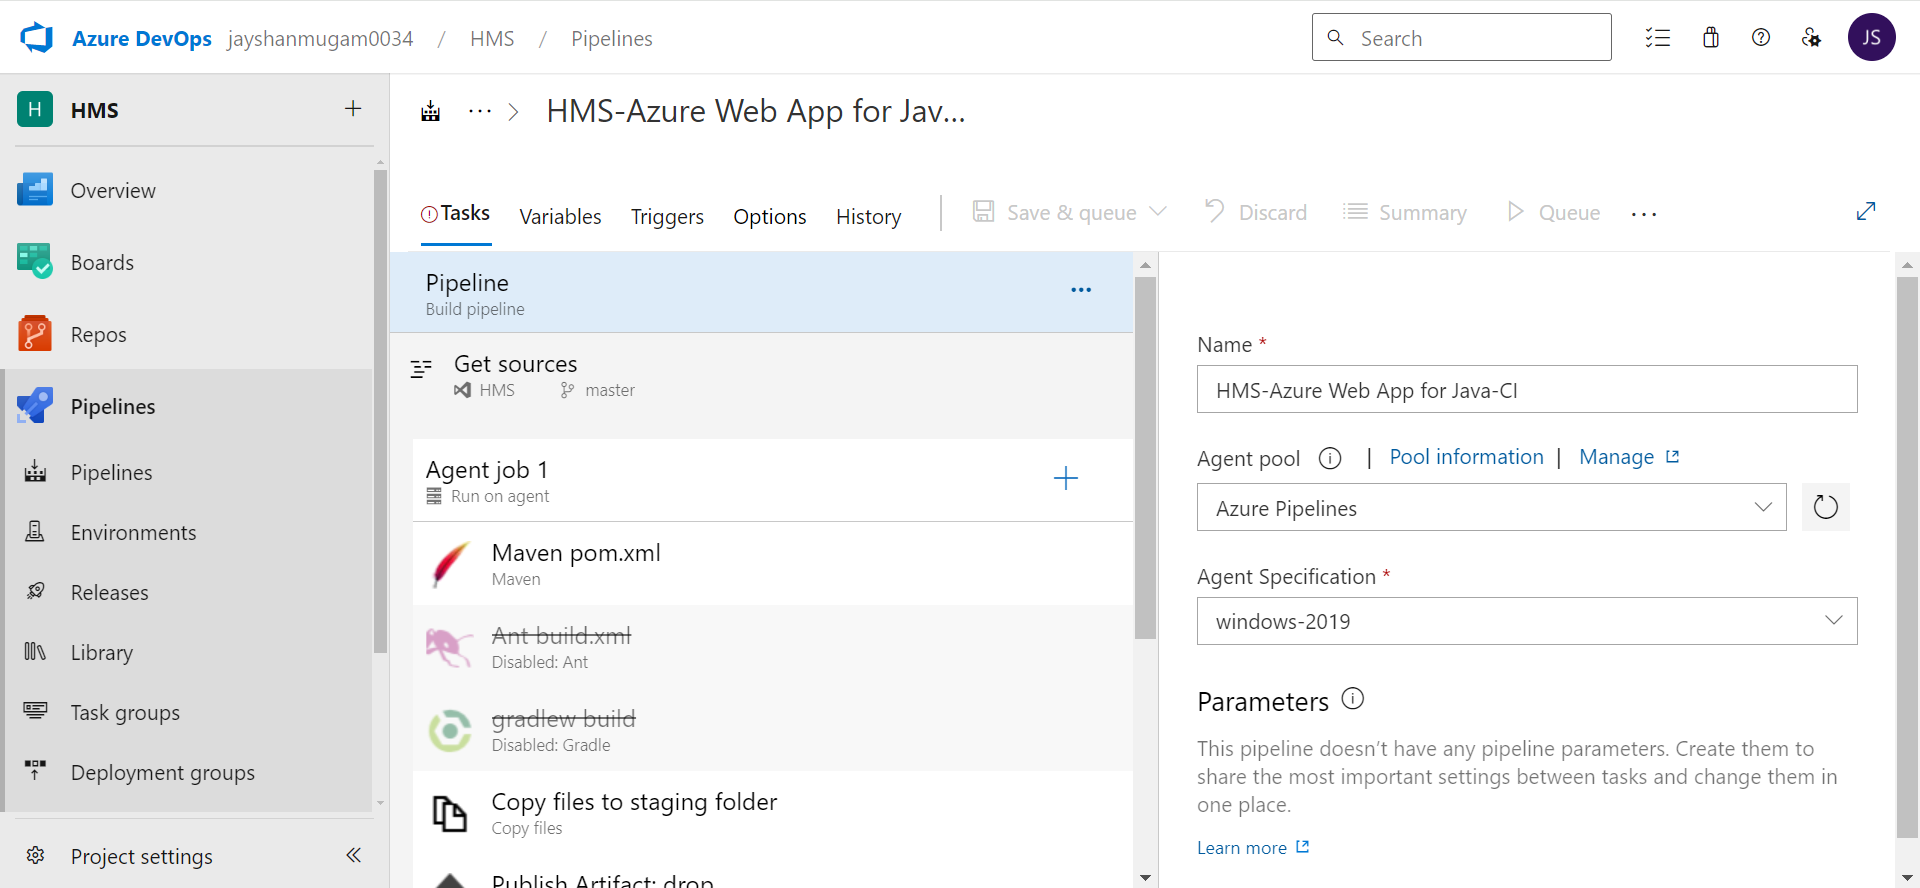 Azure DevOps jayshanmugam0034 / HMS / Pipelines
Search
JS
H HMS
Overview
Boards
Repos
Pipelines
Pipelines
Environments
Releases
Library
Task groups
Deployment groups
Project settings
... HMS-Azure Web App for Jav...
Tasks Variables Triggers Options History Save & queue Discard Summary Queue ...
Pipeline
Build pipeline
...
Get sources
HMS master
Agent job 1
Run on agent
Maven pom.xml
Maven
Ant build.xml
Disabled: Ant
gradlew build
Disabled: Gradle
Copy files to staging folder
Copy files
Publish Artifact: drop
Name *
HMS-Azure Web App for Java-CI
Agent pool | Pool information | Manage
Azure Pipelines
Agent Specification *
windows-2019
Parameters
This pipeline doesn’t have any pipeline parameters. Create them to
share the most important settings between tasks and change them in
one place.
Learn more